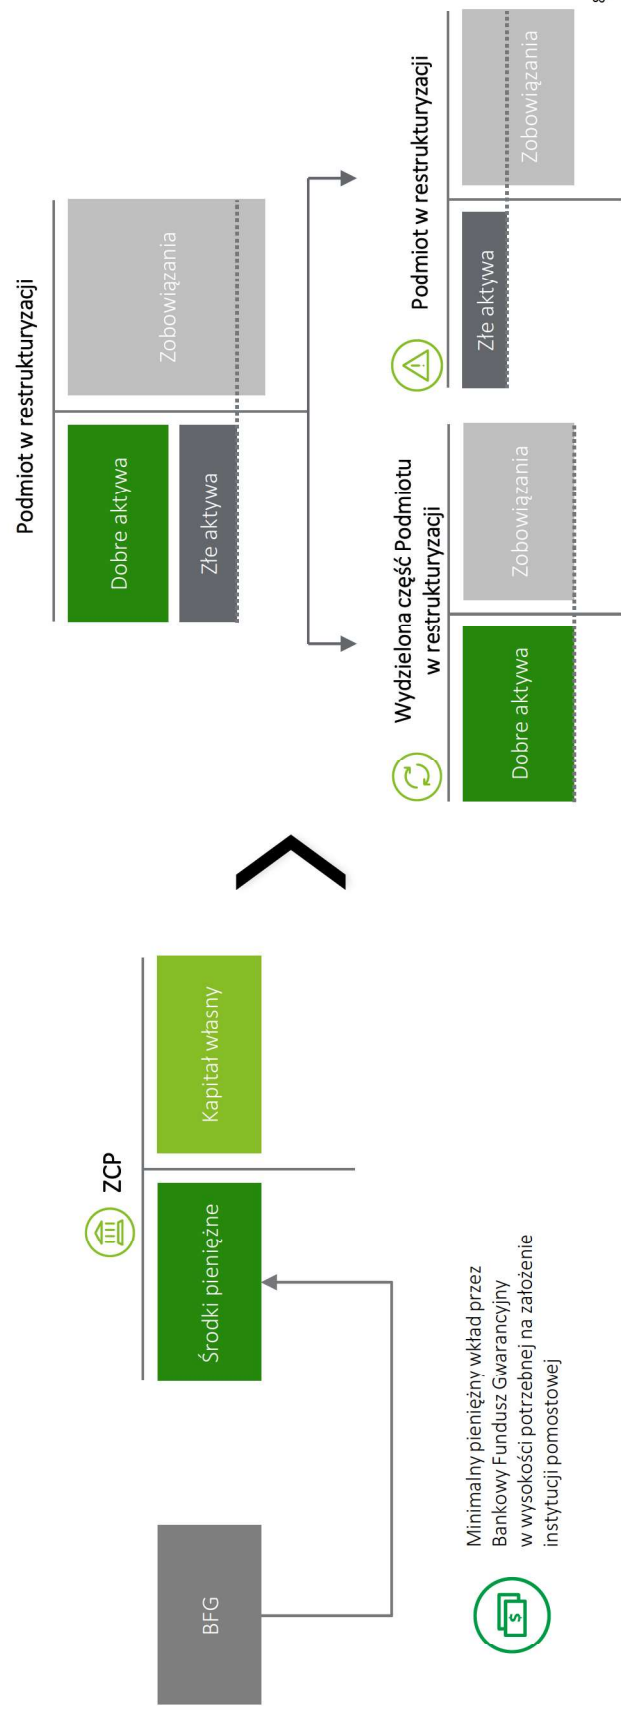 BFG
ZCP
Środki pieniężne
Kapitał własny
Minimalny pieniężny wkład przez
Bankowy Fundusz Gwarancyjny
w wysokości potrzebnej na założenie
instytucji pomostowej
Podmiot w restrukturyzacji
Dobre aktywa
Złe aktywa
Zobowiązania
Wydzielona część Podmiotu
w restrukturyzacji
Dobre aktywa
Zobowiązania
Podmiot w restrukturyzacji
Złe aktywa
Zobowiązania